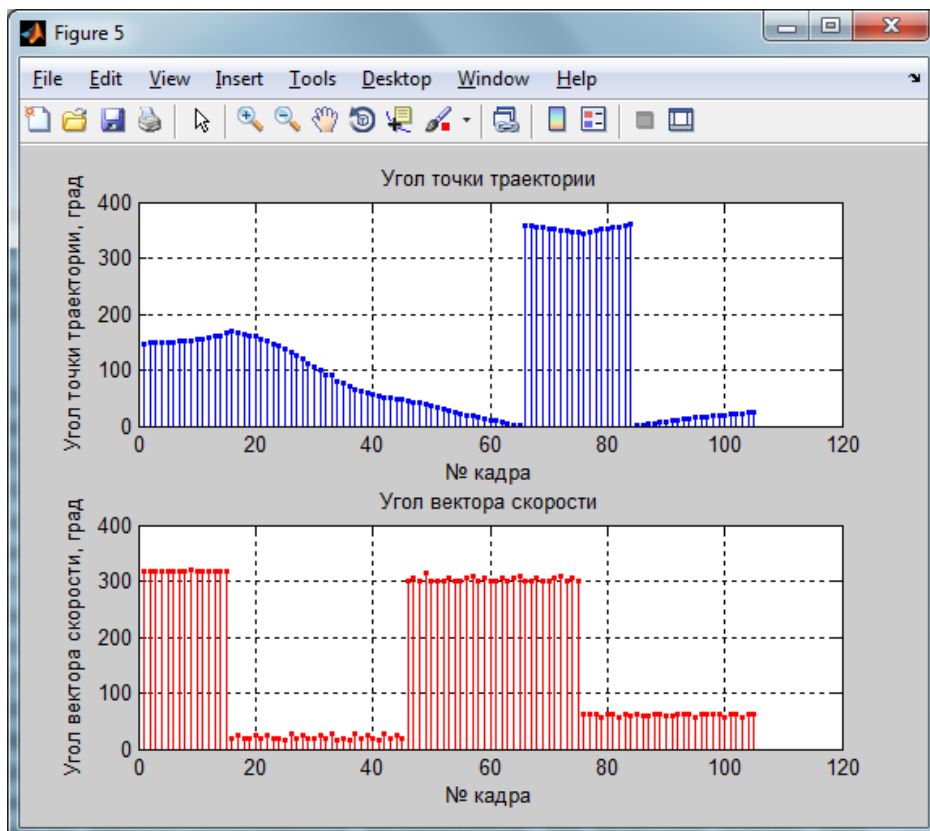 Figure 5
File Edit View Insert Tools Desktop Window Help
Угол точки траектории
Угол точки траектории, град
400
300
200
100
0
0 20 40 60 80 100 120
№ кадра
Угол вектора скорости
Угол вектора скорости, град
400
300
200
100
0
0 20 40 60 80 100 120
№ кадра